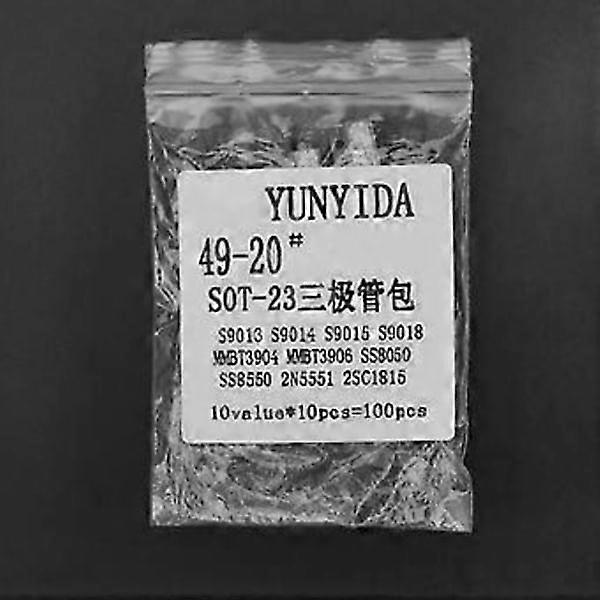 YUNYIDA
49-20#
SOT-23三极管包
S9013 S9014 S9015 S9018
MMBT3904 MMBT3906 SS8050
SS8550 2N5551 2SC1815
10value*10pcs=100pcs